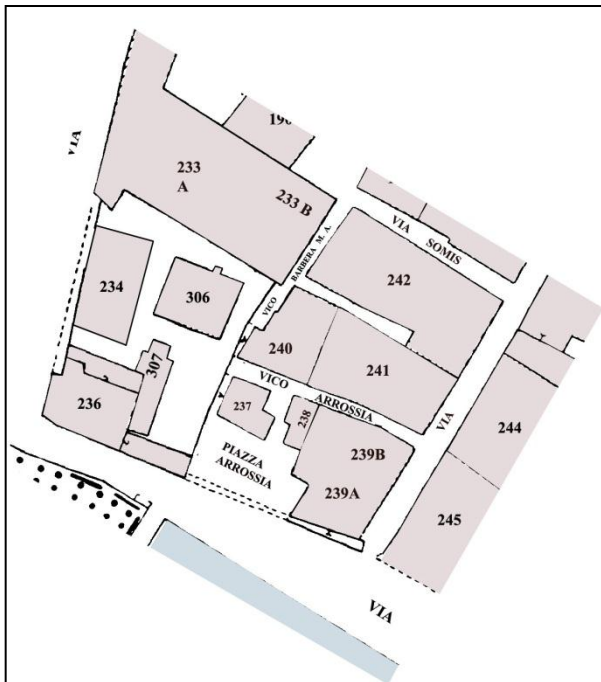 VIA
233
A
233 B
VIA SOMIS
VICO BARBERA M. A.
242
234
306
240
241
307
236
VICO ARROSSIA
VIA
237
238
PIAZZA
ARROSSIA
239B
239A
244
245
VIA